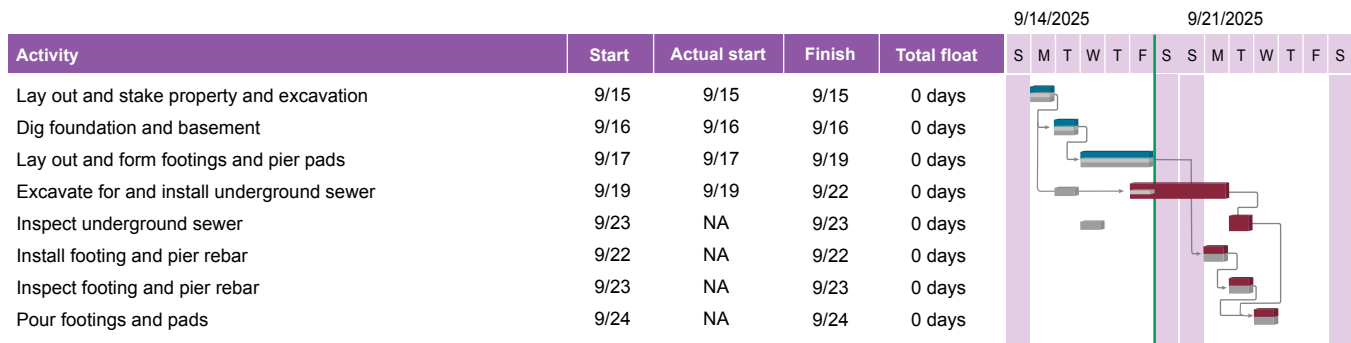 9/14/2025 9/21/2025
Activity Start Actual start Finish Total float S M T W T F S S M T W T F S
Lay out and stake property and excavation 9/15 9/15 9/15 0 days
Dig foundation and basement 9/16 9/16 9/16 0 days
Lay out and form footings and pier pads 9/17 9/17 9/19 0 days
Excavate for and install underground sewer 9/19 9/19 9/22 0 days
Inspect underground sewer 9/23 NA 9/23 0 days
Install footing and pier rebar 9/22 NA 9/22 0 days
Inspect footing and pier rebar 9/23 NA 9/23 0 days
Pour footings and pads 9/24 NA 9/24 0 days